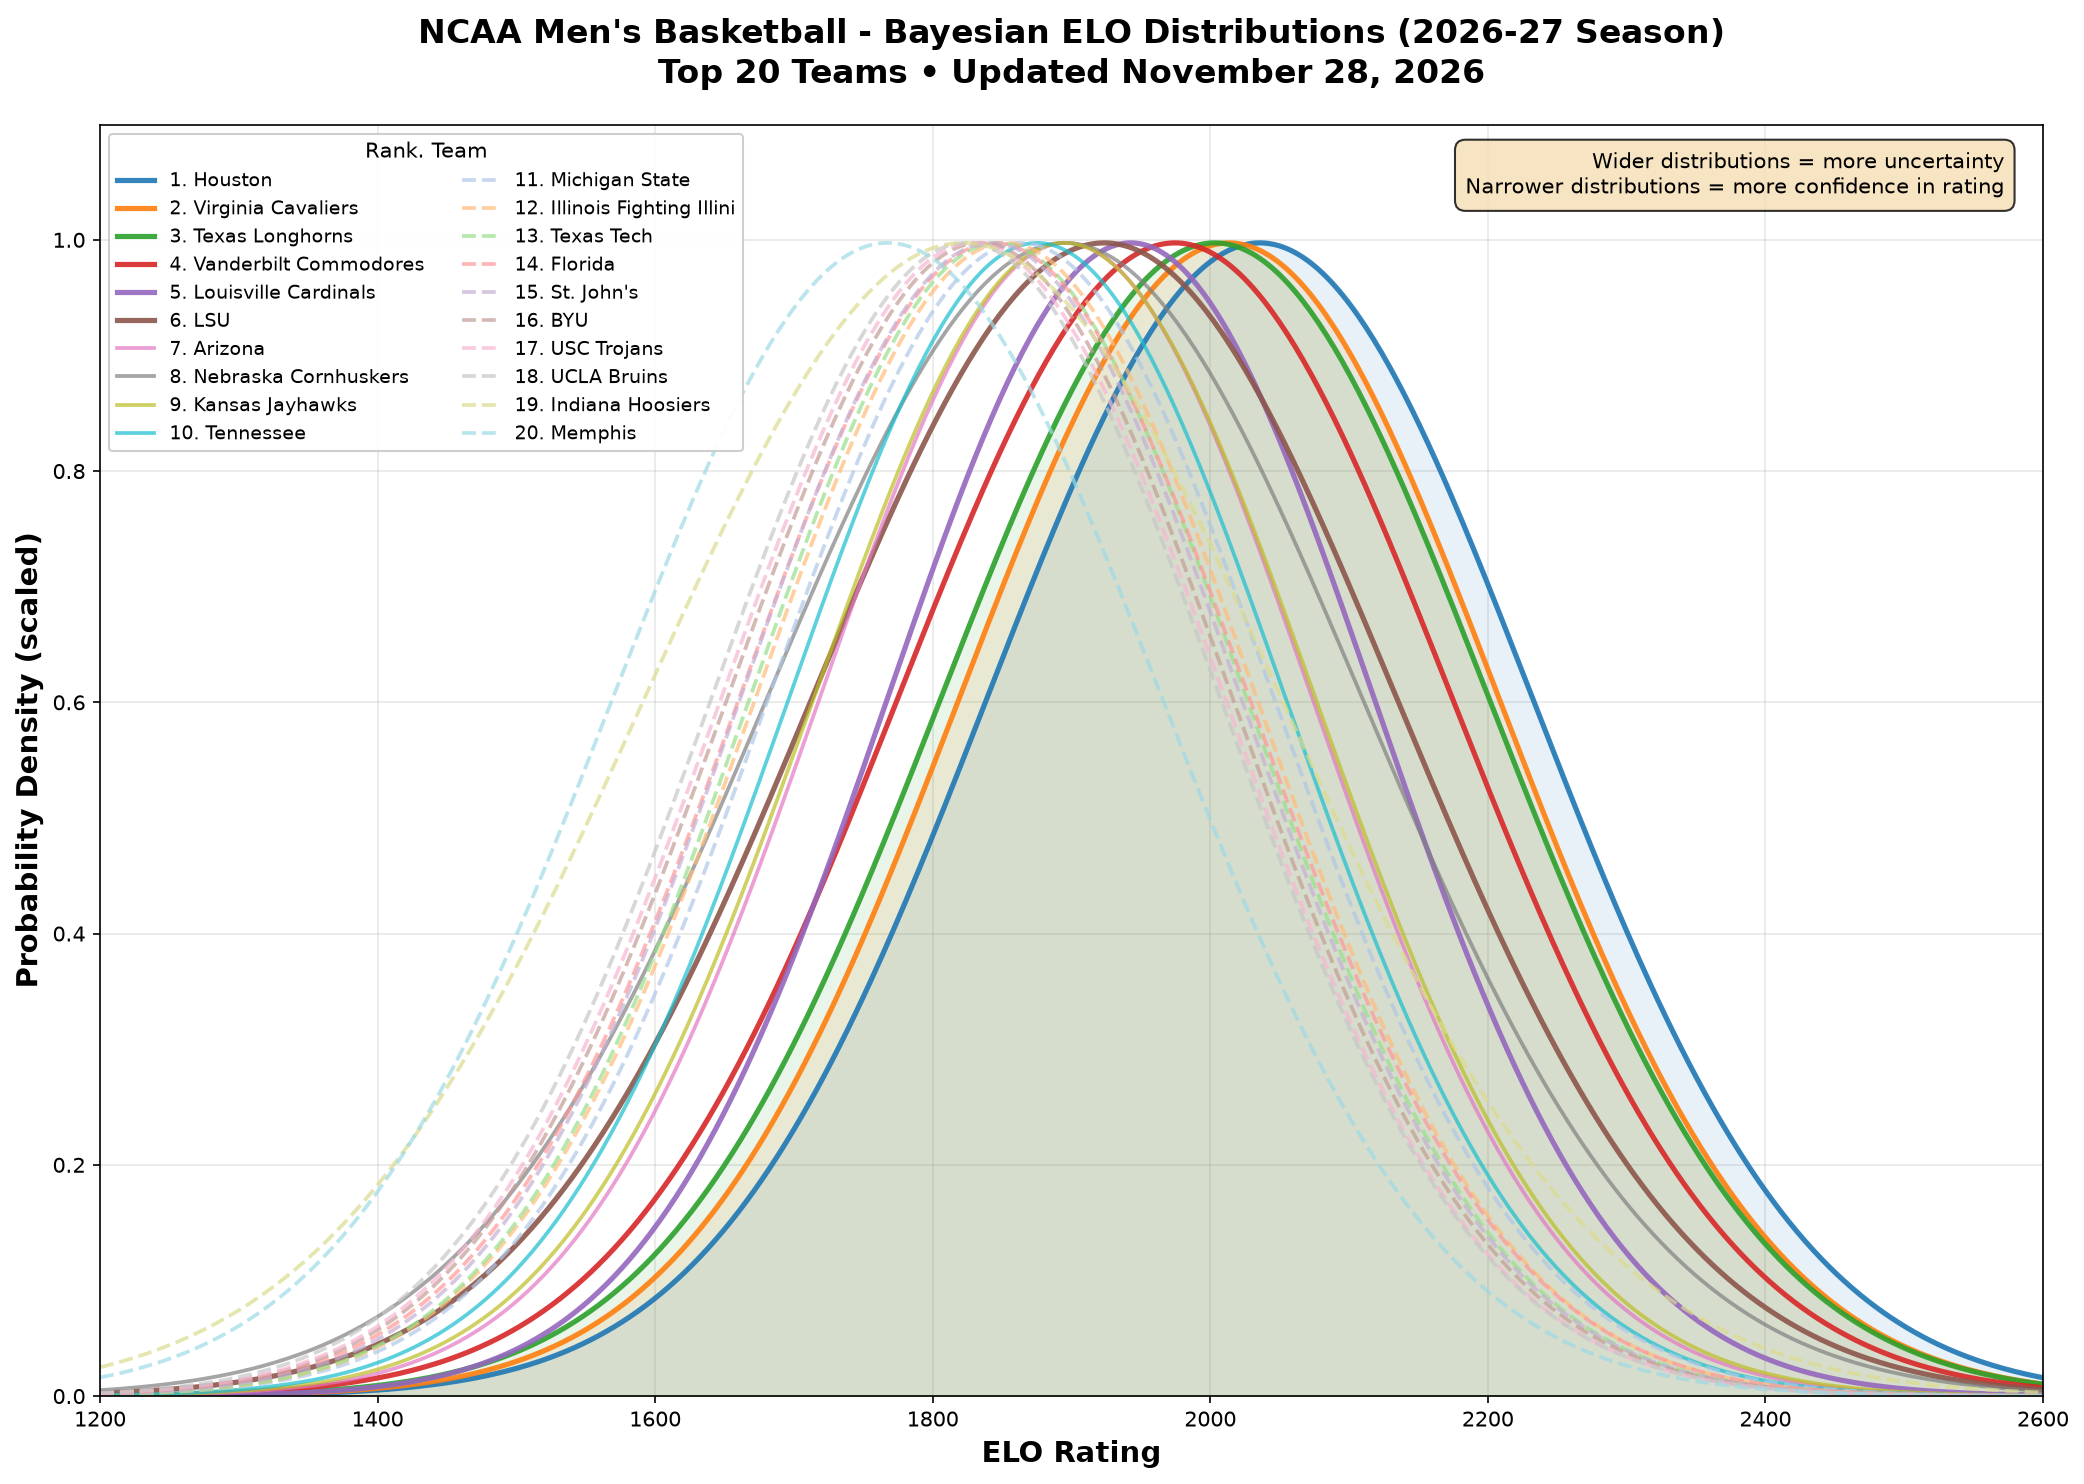 NCAA Men's Basketball - Bayesian ELO Distributions (2026-27 Season)
Top 20 Teams • Updated November 28, 2026
Rank. Team
1. Houston
2. Virginia Cavaliers
3. Texas Longhorns
4. Vanderbilt Commodores
5. Louisville Cardinals
6. LSU
7. Arizona
8. Nebraska Cornhuskers
9. Kansas Jayhawks
10. Tennessee
11. Michigan State
12. Illinois Fighting Illini
13. Texas Tech
14. Florida
15. St. John's
16. BYU
17. USC Trojans
18. UCLA Bruins
19. Indiana Hoosiers
20. Memphis
Wider distributions = more uncertainty
Narrower distributions = more confidence in rating
Probability Density (scaled)
1.0
0.8
0.6
0.4
0.2
0.0
1200 1400 1600 1800 2000 2200 2400 2600
ELO Rating